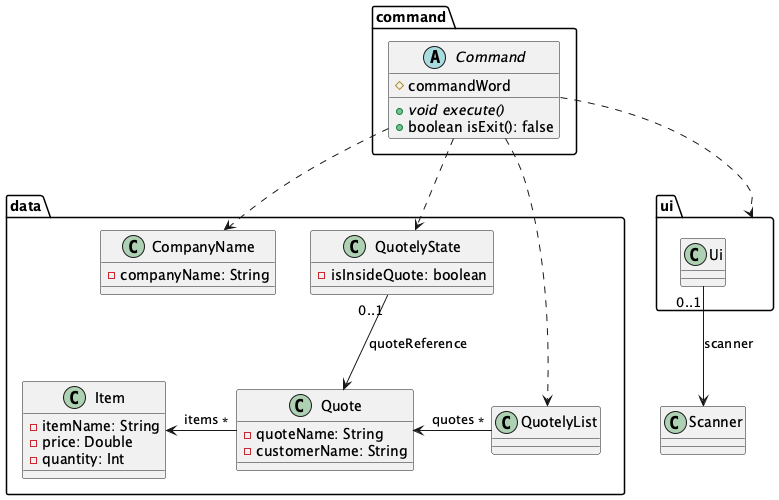 command
A Command
commandWord
void execute()
boolean isExit(): false
data
ui
C CompanyName
companyName: String
C QuotelyState
isInsideQuote: boolean
C Ui
0..1
quoteReference
0..1
scanner
C Item
itemName: String
price: Double
quantity: Int
items *
C Quote
quoteName: String
customerName: String
quotes *
C QuotelyList
C Scanner